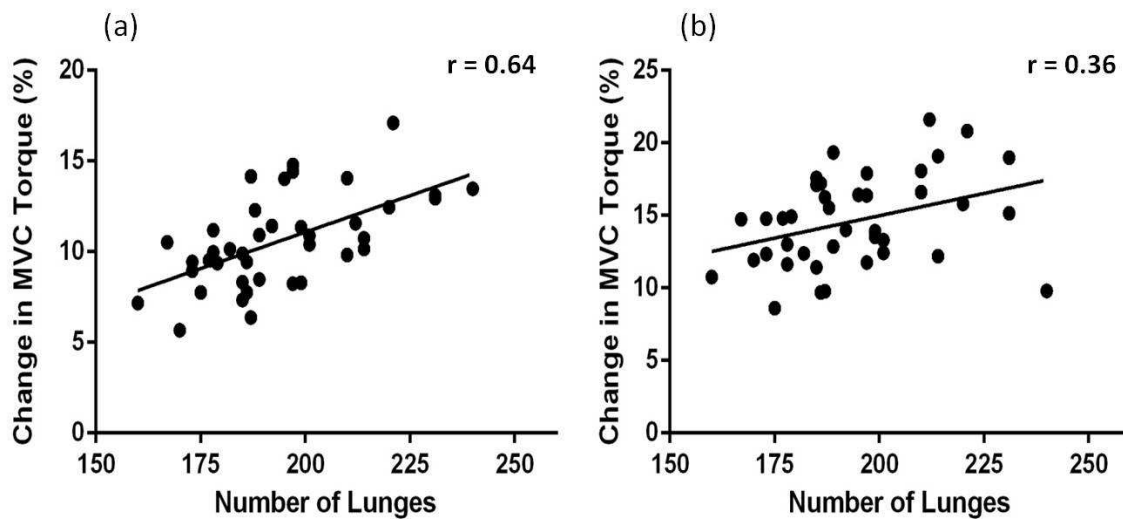 (a)
r = 0.64
Change in MVC Torque (%)
20
15
10
5
0
150
175
200
225
250
Number of Lunges
(b)
r = 0.36
Change in MVC Torque (%)
25
20
15
10
5
0
150
175
200
225
250
Number of Lunges